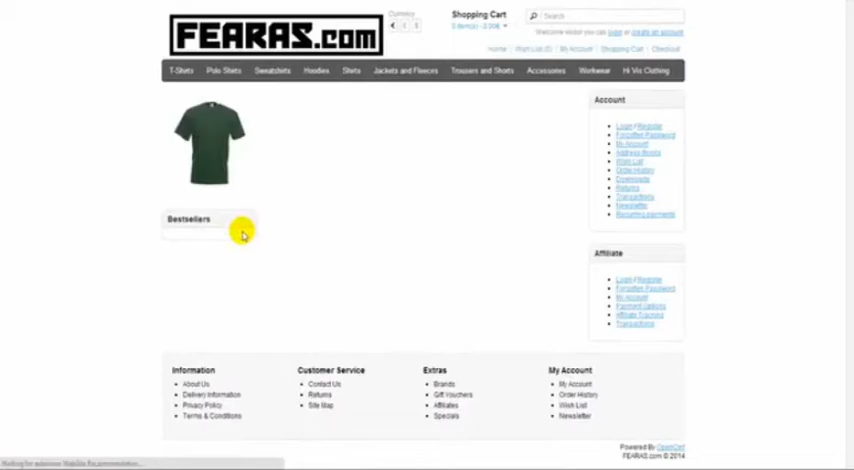 FEARAS.com
Currency
€ £ $
Shopping Cart
0 item(s) - 0.00€
Search
Welcome visitor you can login or create an account.
Home Wish List (0) My Account Shopping Cart Checkout
T-Shirts Polo Shirts Sweatshirts Hoodies Shirts Jackets and Fleeces Trousers and Shorts Accessories Workwear Hi Vis Clothing
Bestsellers
Account
Login / Register
Forgotten Password
My Account
Address Books
Wish List
Order History
Downloads
Returns
Transactions
Newsletter
Recurring payments
Affiliate
Login / Register
Forgotten Password
My Account
Payment Options
Affiliate Tracking
Transactions
Information
About Us
Delivery Information
Privacy Policy
Terms & Conditions
Customer Service
Contact Us
Returns
Site Map
Extras
Brands
Gift Vouchers
Affiliates
Specials
My Account
My Account
Order History
Wish List
Newsletter
Powered By OpenCart
FEARAS.com © 2014
Waiting for